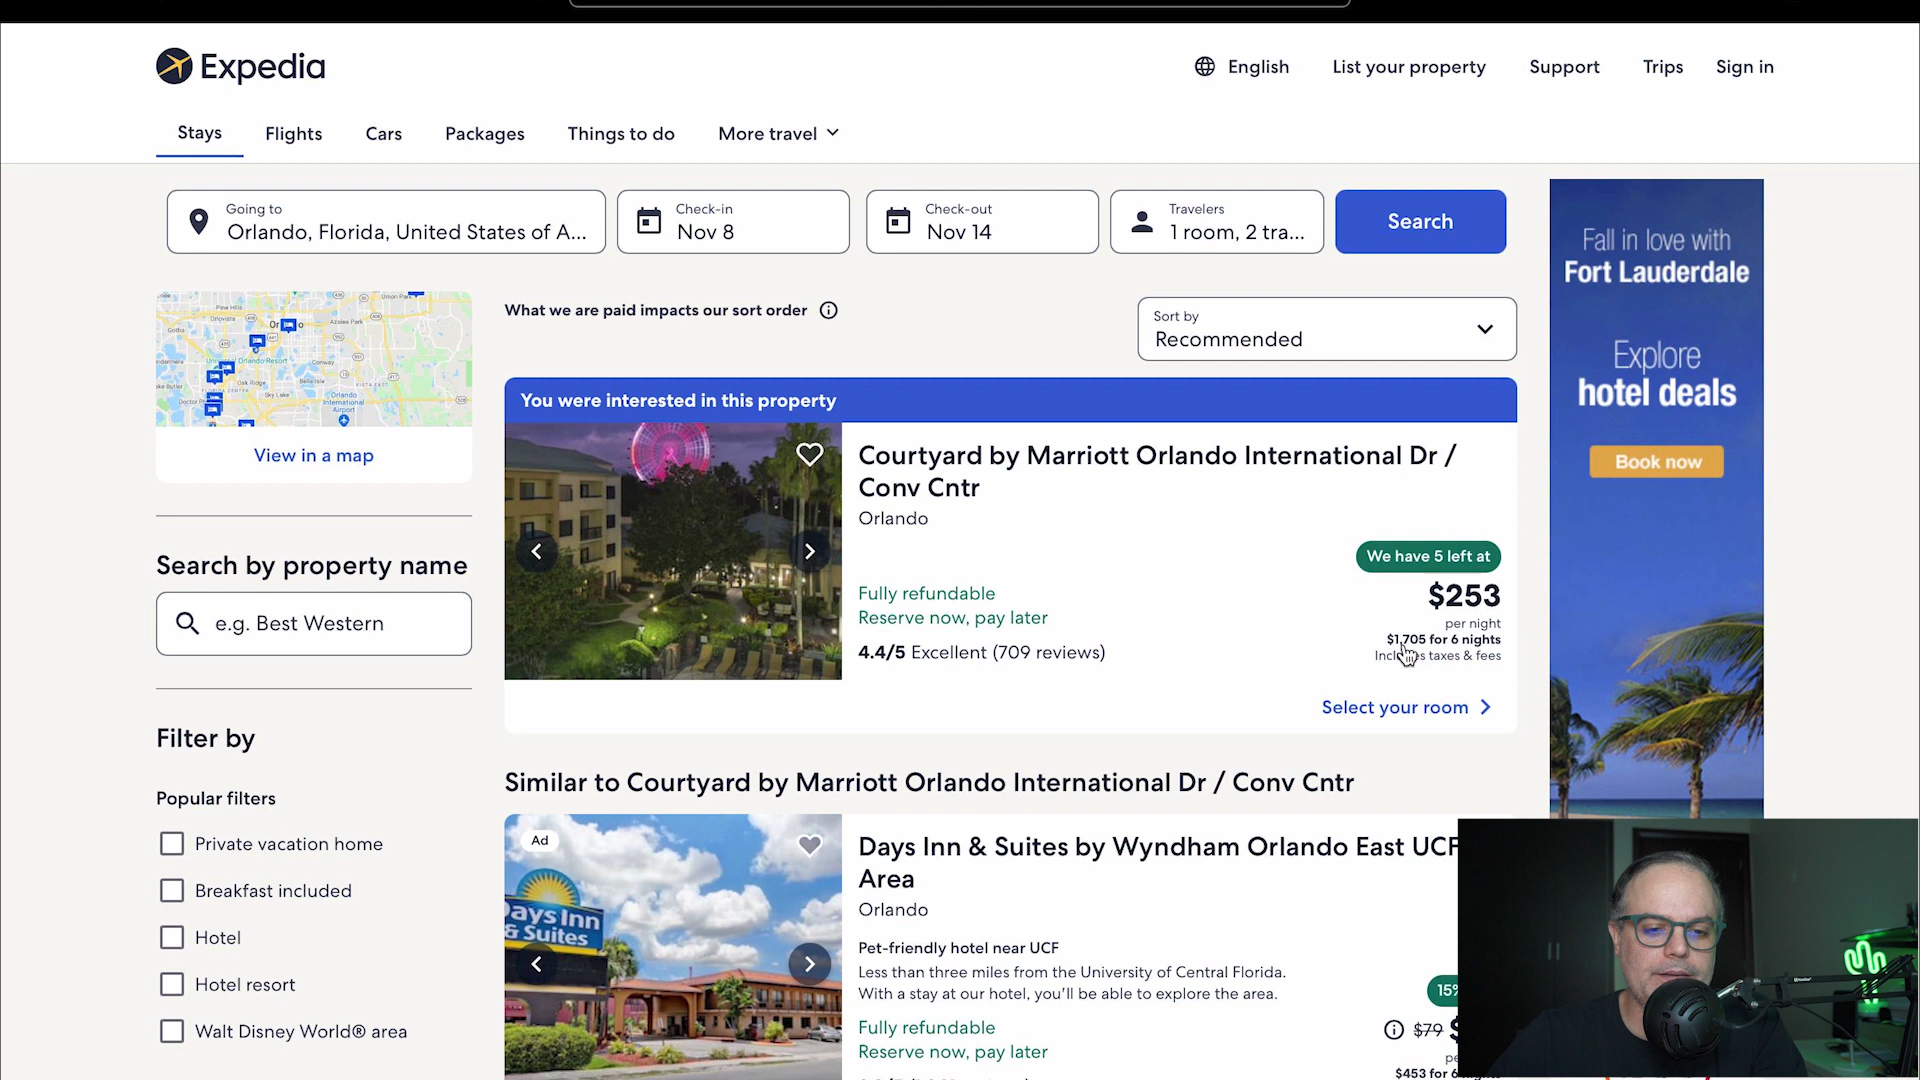 Expedia
English
List your property
Support
Trips
Sign in
Stays
Flights
Cars
Packages
Things to do
More travel
Going to
Orlando, Florida, United States of A...
Check-in
Nov 8
Check-out
Nov 14
Travelers
1 room, 2 tra...
Search
Fall in love with
Fort Lauderdale
Explore
hotel deals
Book now
View in a map
What we are paid impacts our sort order
Sort by
Recommended
You were interested in this property
Courtyard by Marriott Orlando International Dr /
Conv Cntr
Orlando
We have 5 left at
$253
per night
$1,705 for 6 nights
Includes taxes & fees
Fully refundable
Reserve now, pay later
4.4/5 Excellent (709 reviews)
Select your room
Search by property name
e.g. Best Western
Filter by
Popular filters
Private vacation home
Breakfast included
Hotel
Hotel resort
Walt Disney World® area
Similar to Courtyard by Marriott Orlando International Dr / Conv Cntr
Ad
Days Inn
& Suites
Days Inn & Suites by Wyndham Orlando East UCF
Area
Orlando
Pet-friendly hotel near UCF
Less than three miles from the University of Central Florida.
With a stay at our hotel, you'll be able to explore the area.
Fully refundable
Reserve now, pay later
15%
$79
$453 for 6 nights